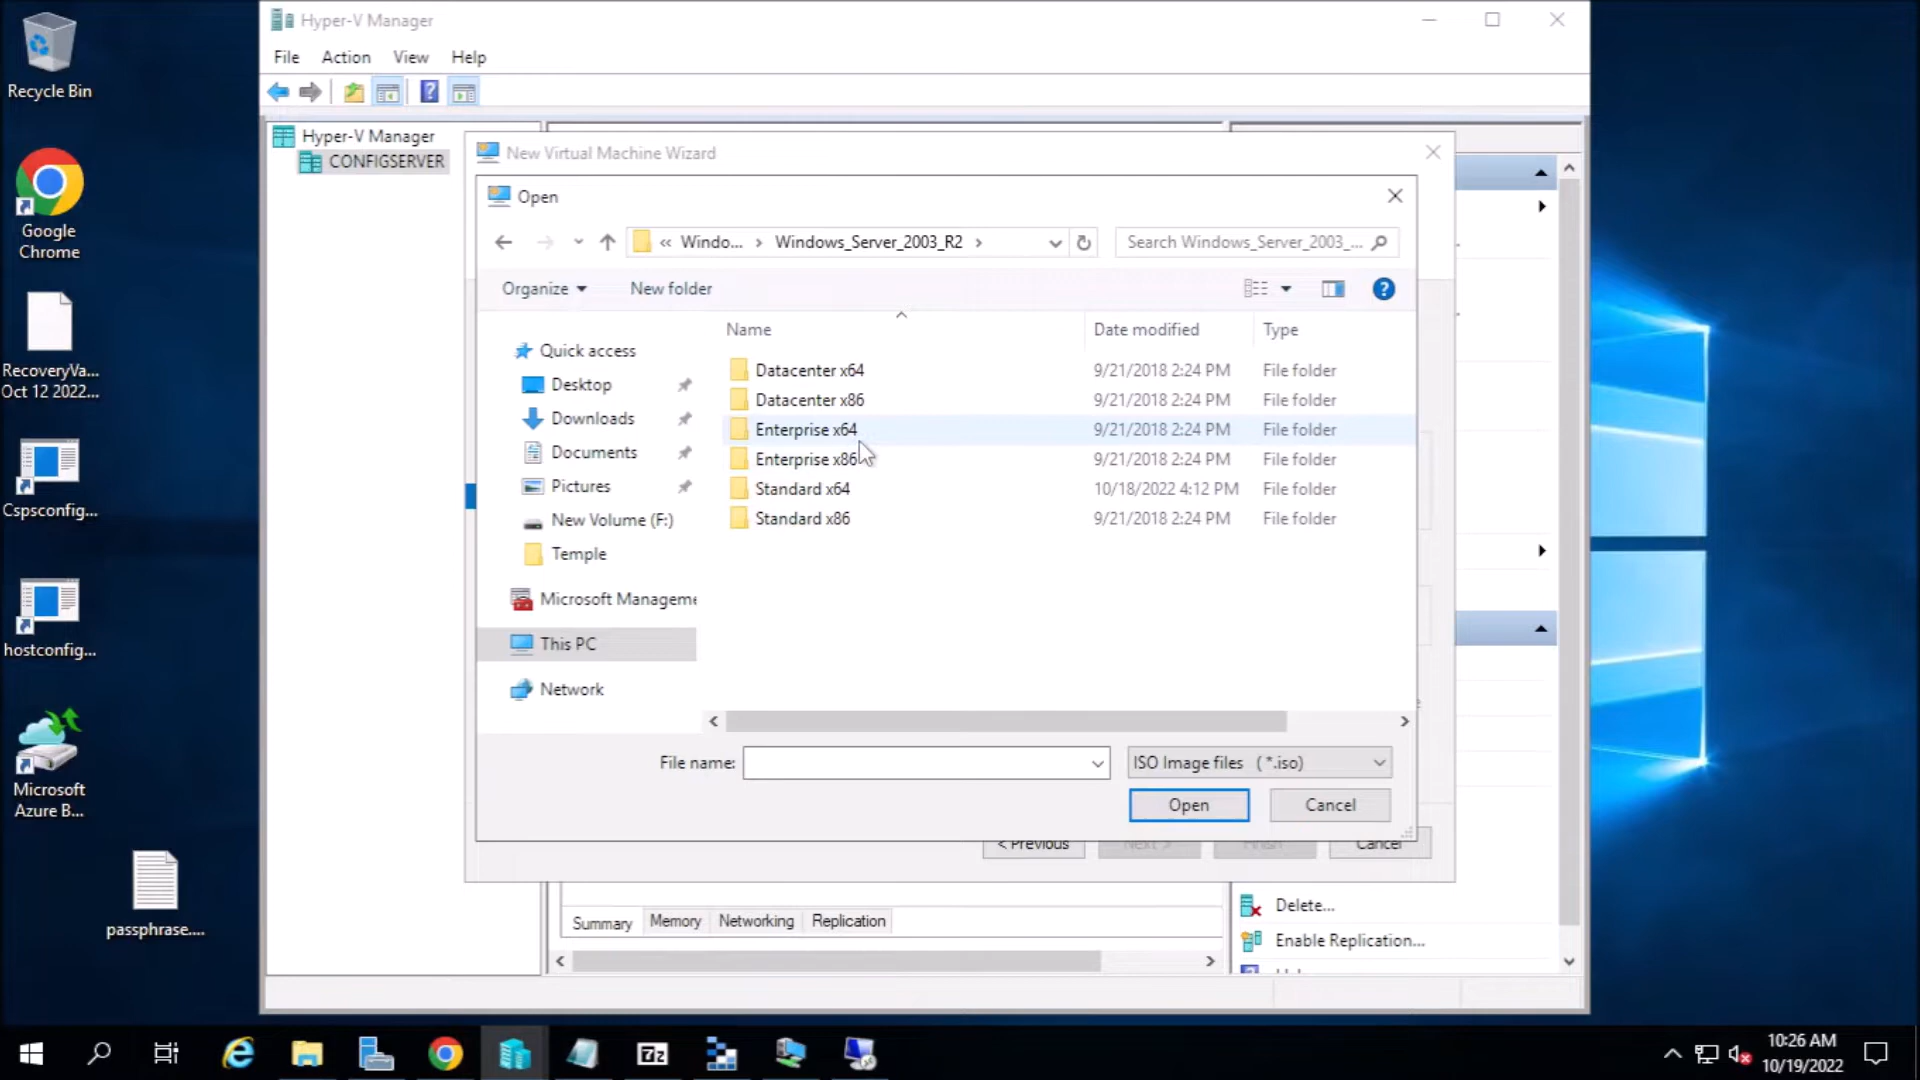 Recycle Bin
Google
Chrome
RecoveryVa...
Oct 12 2022...
Cspsconfig...
hostconfig...
Microsoft
Azure B...
passphrase....
Hyper-V Manager
File Action View Help
Hyper-V Manager
CONFIGSERVER
New Virtual Machine Wizard
Open
« Windo... › Windows_Server_2003_R2 ›
Search Windows_Server_2003_...
Organize
New folder
Name Date modified Type
Quick access
Desktop
Downloads
Documents
Pictures
New Volume (F:)
Temple
Microsoft Manageme
This PC
Network
Datacenter x64 9/21/2018 2:24 PM File folder
Datacenter x86 9/21/2018 2:24 PM File folder
Enterprise x64 9/21/2018 2:24 PM File folder
Enterprise x86 9/21/2018 2:24 PM File folder
Standard x64 10/18/2022 4:12 PM File folder
Standard x86 9/21/2018 2:24 PM File folder
File name:
ISO Image files ( *.iso)
Open Cancel
< Previous Next > Finish Cancel
Summary Memory Networking Replication
Delete...
Enable Replication...
10:26 AM
10/19/2022